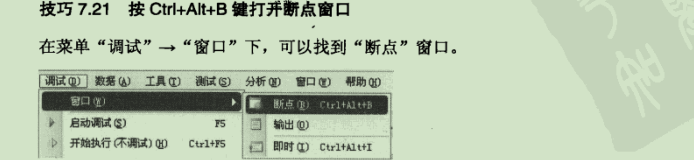 技巧 7.21 按 Ctrl+Alt+B 键打开断点窗口
在菜单“调试”→“窗口”下，可以找到“断点”窗口。
调试(D) 数据(A) 工具(T) 测试(S) 分析(N) 窗口(W) 帮助(H)
窗口(W) 断点(B) Ctrl+Alt+B
启动调试(S) F5 输出(O)
开始执行(不调试)(H) Ctrl+F5 即时(I) Ctrl+Alt+I